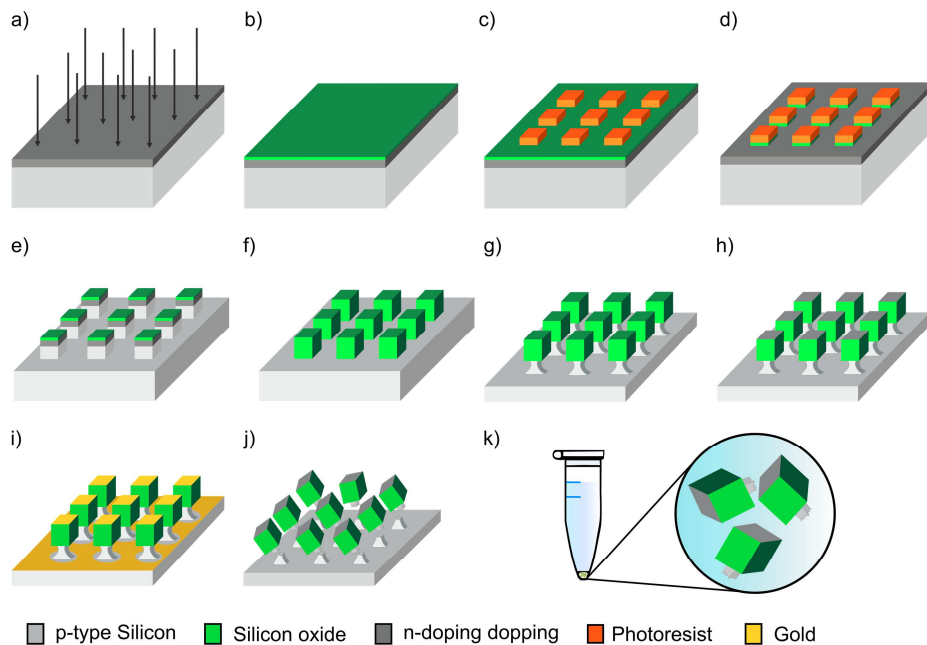 a)
b)
c)
d)
e)
f)
g)
h)
i)
j)
k)
p-type Silicon
Silicon oxide
n-doping dopping
Photoresist
Gold